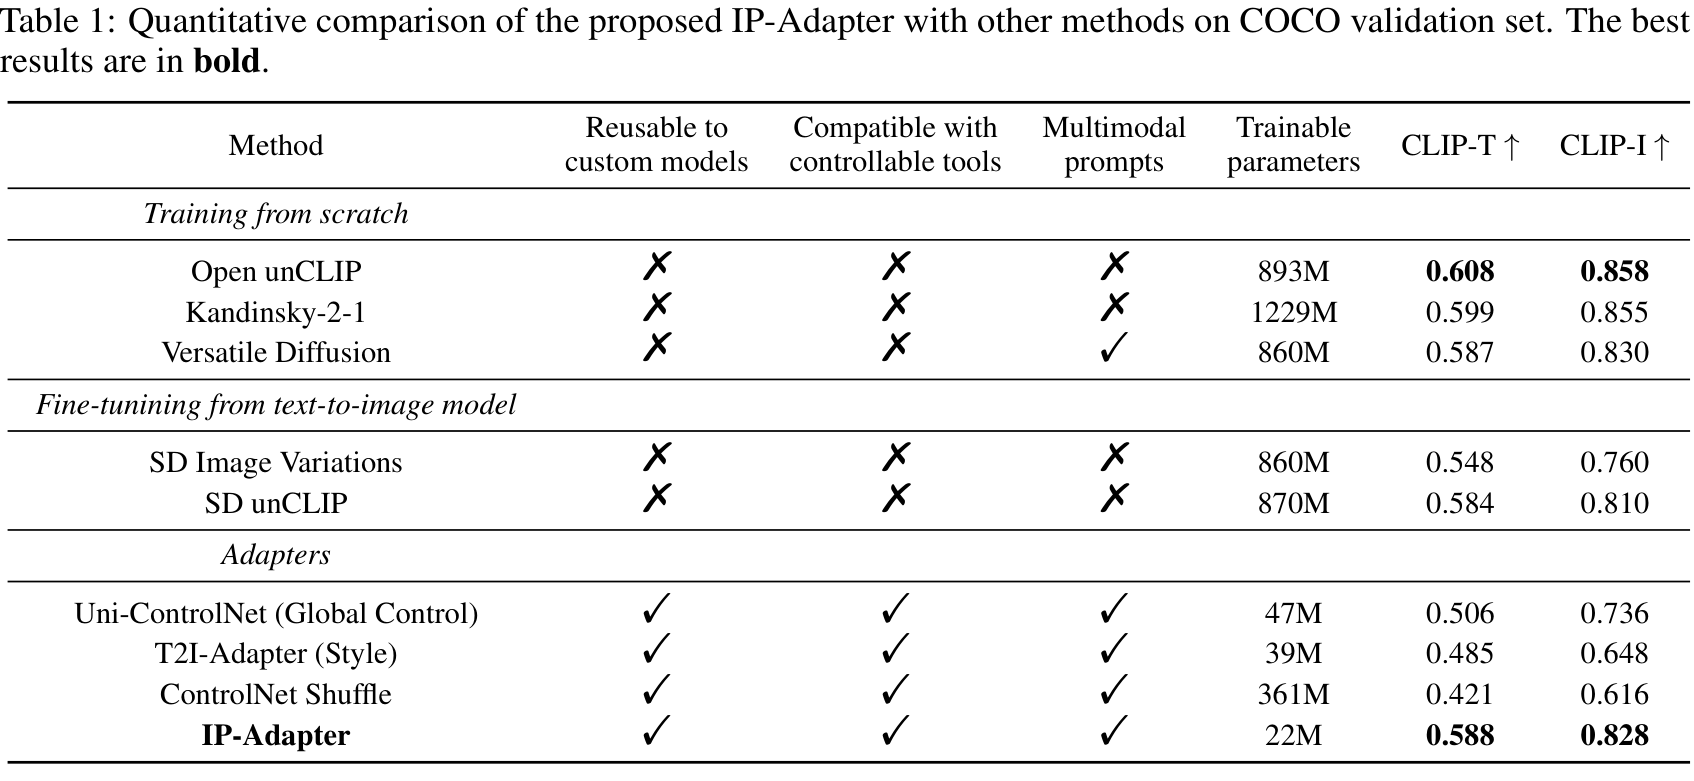 Table 1: Quantitative comparison of the proposed IP-Adapter with other methods on COCO validation set. The best
results are in bold.
Method Reusable to custom models Compatible with controllable tools Multimodal prompts Trainable parameters CLIP-T ↑ CLIP-I ↑
Training from scratch
Open unCLIP ✗ ✗ ✗ 893M 0.608 0.858
Kandinsky-2-1 ✗ ✗ ✗ 1229M 0.599 0.855
Versatile Diffusion ✗ ✗ ✓ 860M 0.587 0.830
Fine-tunining from text-to-image model
SD Image Variations ✗ ✗ ✗ 860M 0.548 0.760
SD unCLIP ✗ ✗ ✗ 870M 0.584 0.810
Adapters
Uni-ControlNet (Global Control) ✓ ✓ ✓ 47M 0.506 0.736
T2I-Adapter (Style) ✓ ✓ ✓ 39M 0.485 0.648
ControlNet Shuffle ✓ ✓ ✓ 361M 0.421 0.616
IP-Adapter ✓ ✓ ✓ 22M 0.588 0.828